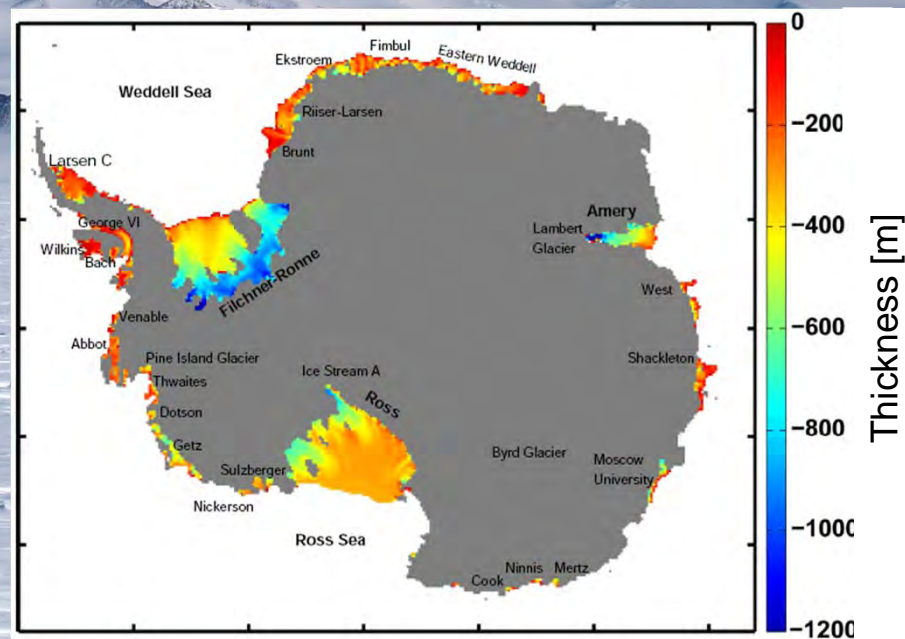 Fimbul
Ekstroem
Eastern Weddell
Weddell Sea
Riiser-Larsen
Brunt
Larsen C
George VI
Wilkins
Bach
Filchner-Ronne
Amery
Lambert
Glacier
West
Venable
Abbot
Pine Island Glacier
Thwaites
Shackleton
Ice Stream A
Ross
Dotson
Getz
Byrd Glacier
Moscow
University
Sulzberger
Nickerson
Ross Sea
Ninnis
Mertz
Cook
0
-200
-400
-600
-800
-1000
-1200
Thickness [m]